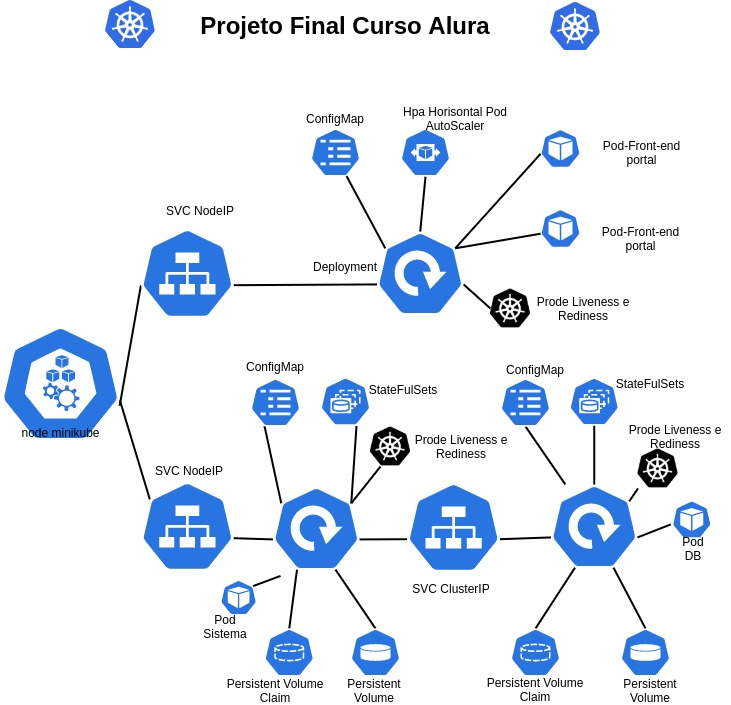 Projeto Final Curso Alura
ConfigMap
Hpa Horisontal Pod
AutoScaler
Pod-Front-end
portal
SVC NodeIP
Pod-Front-end
portal
Deployment
Prode Liveness e
Rediness
node minikube
ConfigMap
StateFulSets
ConfigMap
StateFulSets
Prode Liveness e
Rediness
Prode Liveness e
Rediness
SVC NodeIP
Pod
DB
SVC ClusterIP
Pod
Sistema
Persistent Volume
Claim
Persistent
Volume
Persistent Volume
Claim
Persistent
Volume